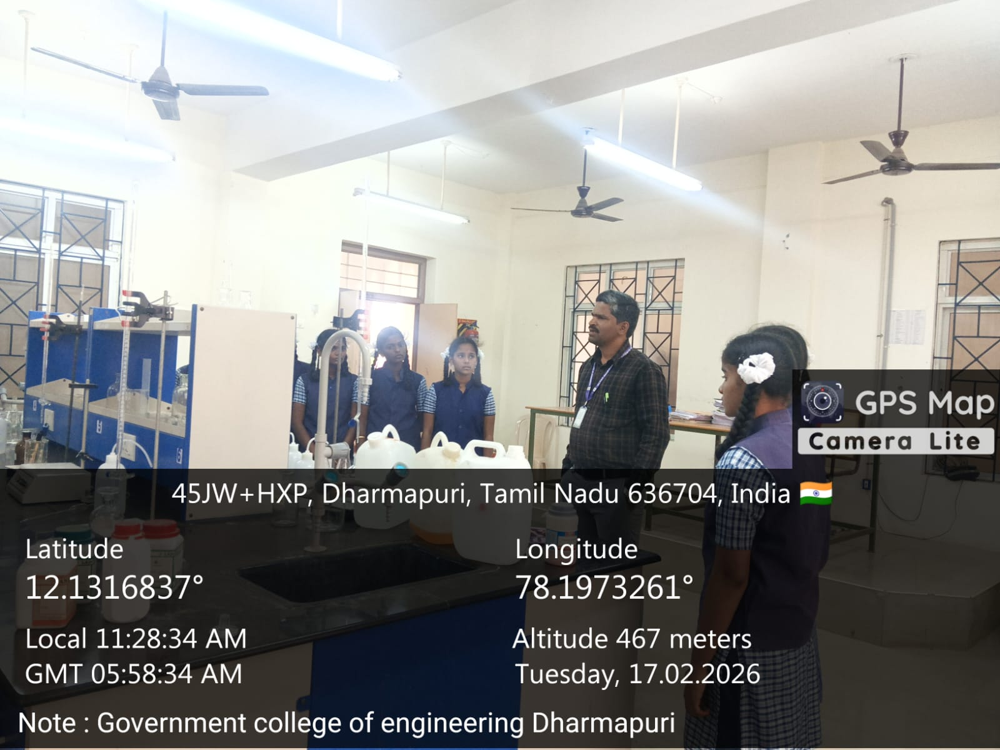 GPS Map
Camera Lite
45JW+HXP, Dharmapuri, Tamil Nadu 636704, India
Latitude
12.1316837°
Longitude
78.1973261°
Local 11:28:34 AM
GMT 05:58:34 AM
Altitude 467 meters
Tuesday, 17.02.2026
Note : Government college of engineering Dharmapuri
5
6